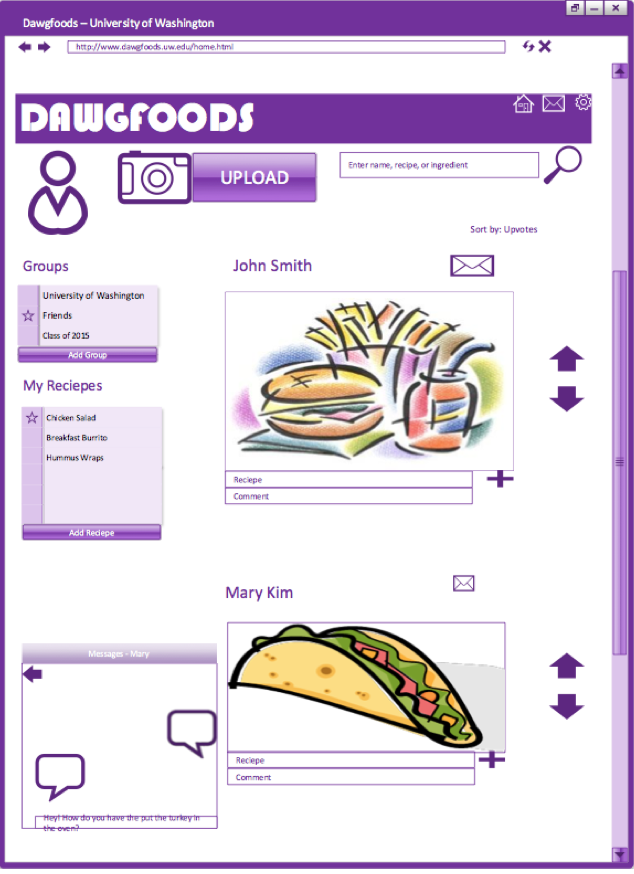 Dawgfoods – University of Washington
http://www.dawgfoods.uw.edu/home.html
DAWGFOODS
UPLOAD
Enter name, recipe, or ingredient
Sort by: Upvotes
Groups
University of Washington
Friends
Class of 2015
Add Group
My Reciepes
Chicken Salad
Breakfast Burrito
Hummus Wraps
Add Reciepe
John Smith
Reciepe
Comment
Mary Kim
Reciepe
Comment
Messages - Mary
Hey! How do you have the put the turkey in
the oven?